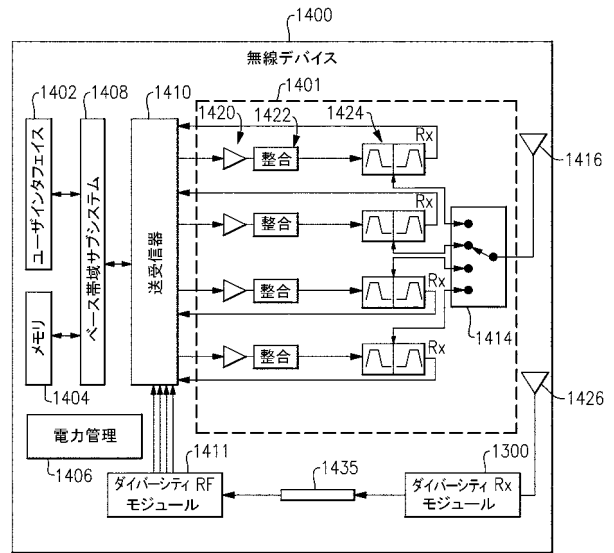 1400
無線デバイス
1402
1408
1410
1401
1420
1422
1424
Rx
1416
ユーザインタフェイス
ベース帯域サブシステム
送受信器
整合
Rx
整合
整合
Rx
1414
メモリ
整合
Rx
1404
1426
電力管理
1406
1411
1435
1300
ダイバーシティ RF
モジュール
ダイバーシティ Rx
モジュール